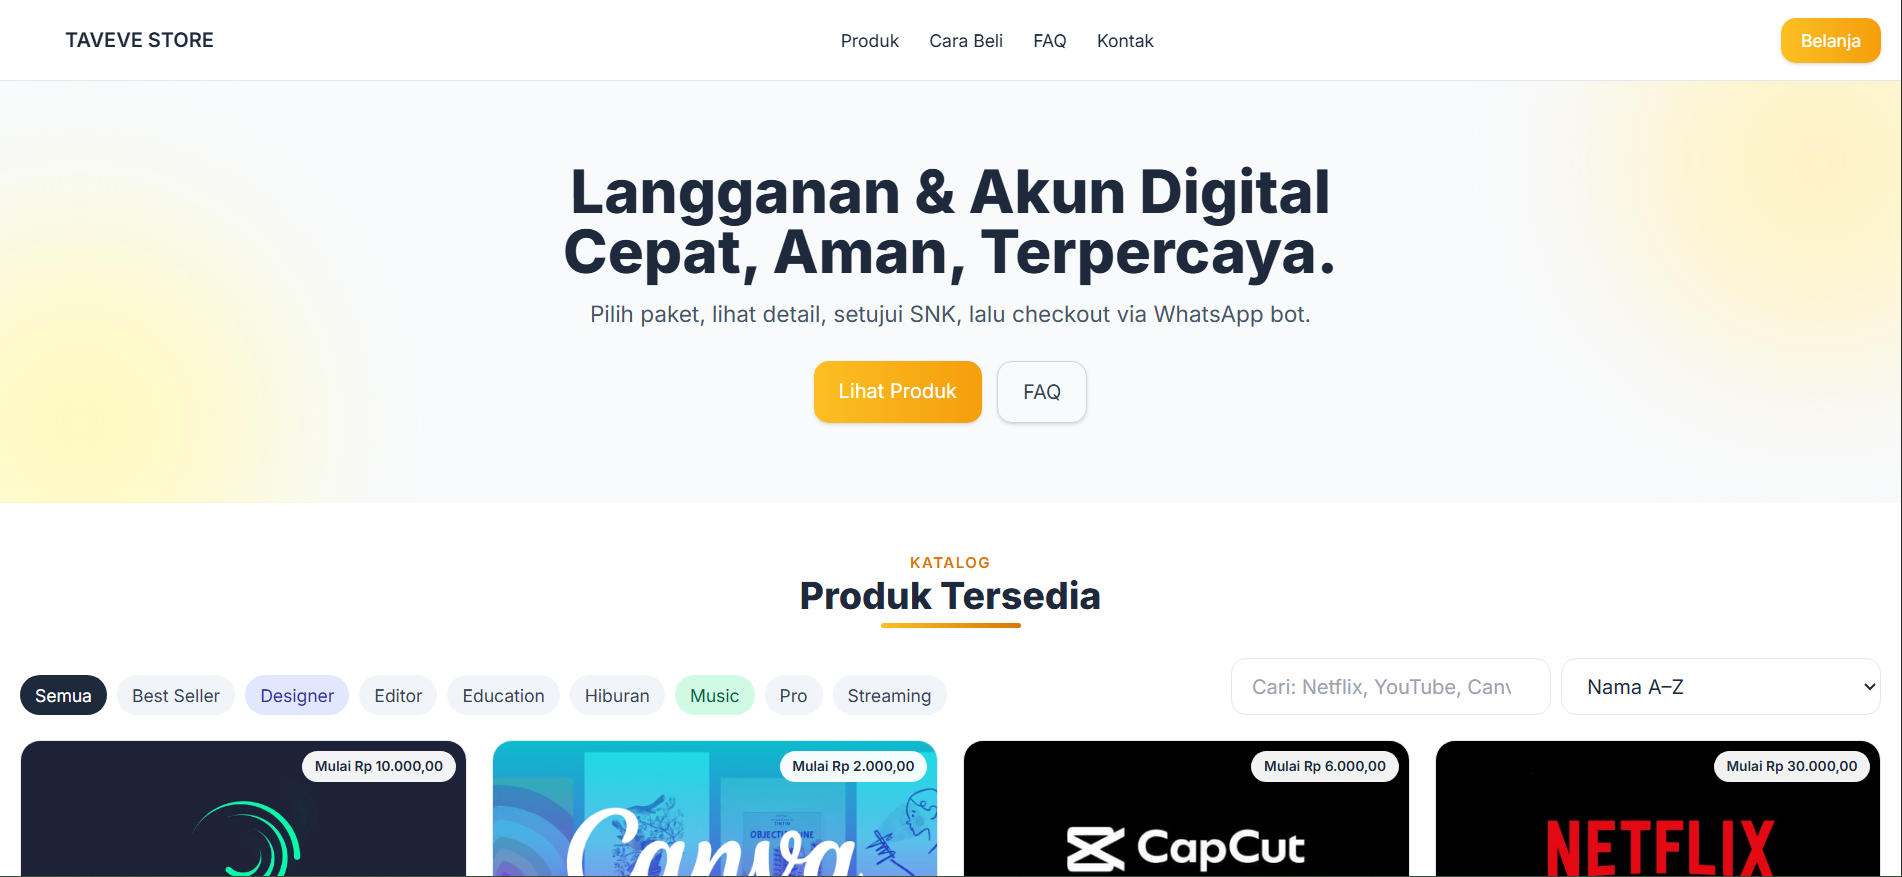 TAVEVE STORE
Produk Cara Beli FAQ Kontak
Belanja
Langganan & Akun Digital
Cepat, Aman, Terpercaya.
Pilih paket, lihat detail, setujui SNK, lalu checkout via WhatsApp bot.
Lihat Produk
FAQ
KATALOG
Produk Tersedia
Semua Best Seller Designer Editor Education Hiburan Music Pro Streaming
Cari: Netflix, YouTube, Canv
Nama A–Z
Mulai Rp 10.000,00
Mulai Rp 2.000,00
Mulai Rp 6.000,00
Mulai Rp 30.000,00
Canva
CapCut
NETFLIX